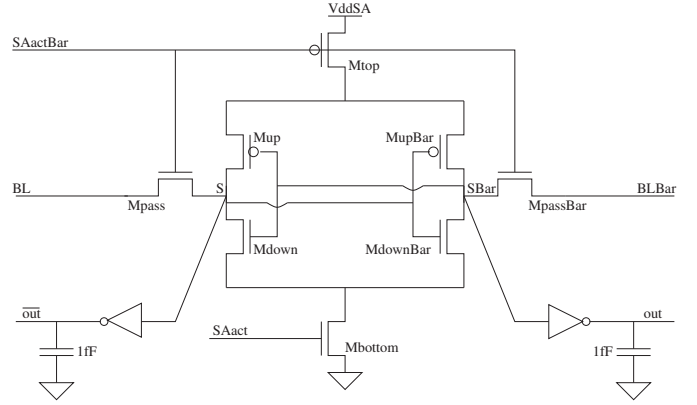 VddSA
SAactBar
Mtop
Mup
MupBar
BL
S
SBar
BLBar
Mpass
MpassBar
Mdown
MdownBar
out
out
SAact
1fF
Mbottom
1fF